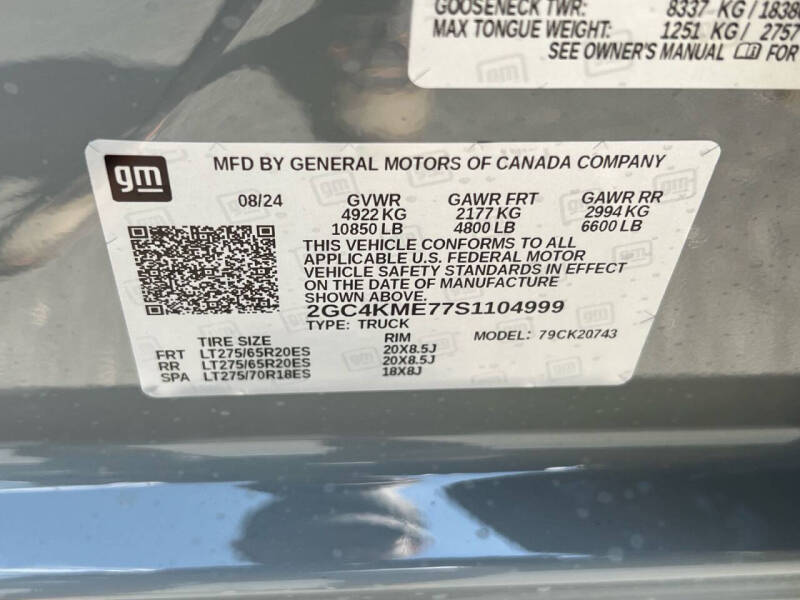 GOOSENECK TWR: 8337 KG/1838
MAX TONGUE WEIGHT: 1251 KG/ 2757
SEE OWNER'S MANUAL FOR
gm
MFD BY GENERAL MOTORS OF CANADA COMPANY
08/24 GVWR GAWR FRT GAWR RR
4922 KG 2177 KG 2994 KG
10850 LB 4800 LB 6600 LB
THIS VEHICLE CONFORMS TO ALL
APPLICABLE U.S. FEDERAL MOTOR
VEHICLE SAFETY STANDARDS IN EFFECT
ON THE DATE OF MANUFACTURE
SHOWN ABOVE.
2GC4KME77S1104999
TYPE: TRUCK MODEL: 79CK20743
TIRE SIZE RIM
FRT LT275/65R20ES 20X8.5J
RR LT275/65R20ES 20X8.5J
SPA LT275/70R18ES 18X8J